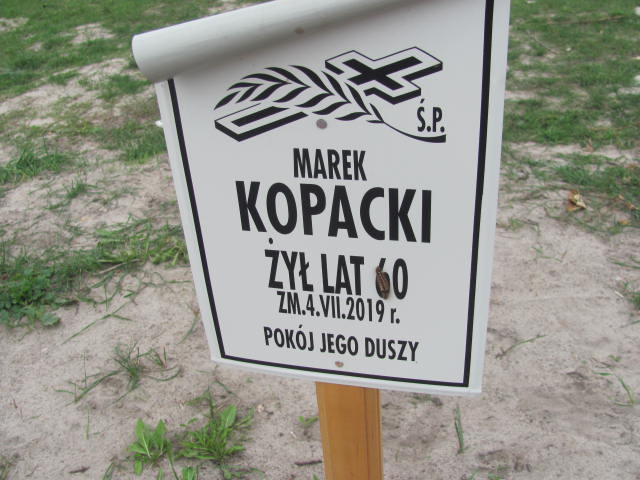 Ś.P.
MAREK
KOPACKI
ŻYŁ LAT 60
ZM.4.VII.2019 r.
POKÓJ JEGO DUSZY